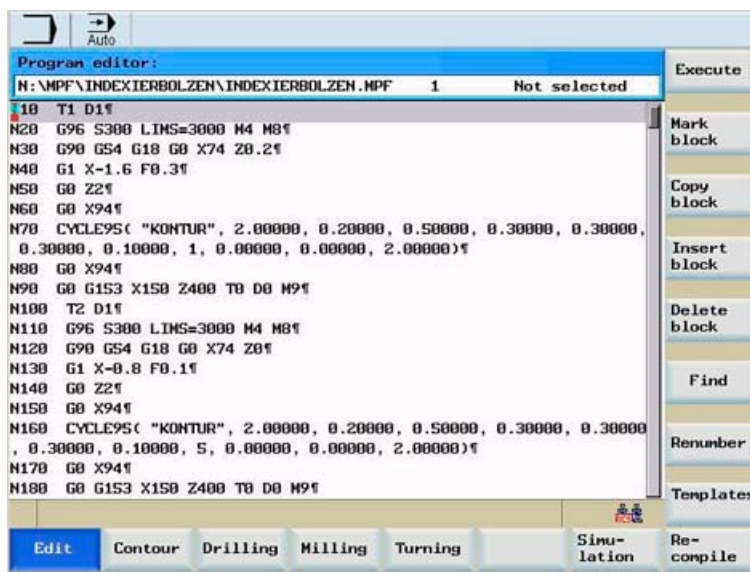 Auto
Program editor:
N:\MPF\INDEXIERBOLZEN\INDEXIERBOLZEN.MPF 1 Not selected
N10 T1 D1¶
N20 G96 S300 LIMS=3000 M4 M8¶
N30 G90 G54 G18 G0 X74 Z0.2¶
N40 G1 X-1.6 F0.3¶
N50 G0 Z2¶
N60 G0 X94¶
N70 CYCLE95( "KONTUR", 2.00000, 0.20000, 0.50000, 0.30000, 0.30000,
0.30000, 0.10000, 1, 0.00000, 0.00000, 2.00000)¶
N80 G0 X94¶
N90 G0 G153 X150 Z400 T0 D0 M9¶
N100 T2 D1¶
N110 G96 S300 LIMS=3000 M4 M8¶
N120 G90 G54 G18 G0 X74 Z0¶
N130 G1 X-0.8 F0.1¶
N140 G0 Z2¶
N150 G0 X94¶
N160 CYCLE95( "KONTUR", 2.00000, 0.20000, 0.50000, 0.30000, 0.30000
, 0.30000, 0.10000, 5, 0.00000, 0.00000, 2.00000)¶
N170 G0 X94¶
N180 G0 G153 X150 Z400 T0 D0 M9¶
Execute
Mark
block
Copy
block
Insert
block
Delete
block
Find
Renumber
Templates
Edit
Contour
Drilling
Milling
Turning
Simu-
lation
Re-
compile